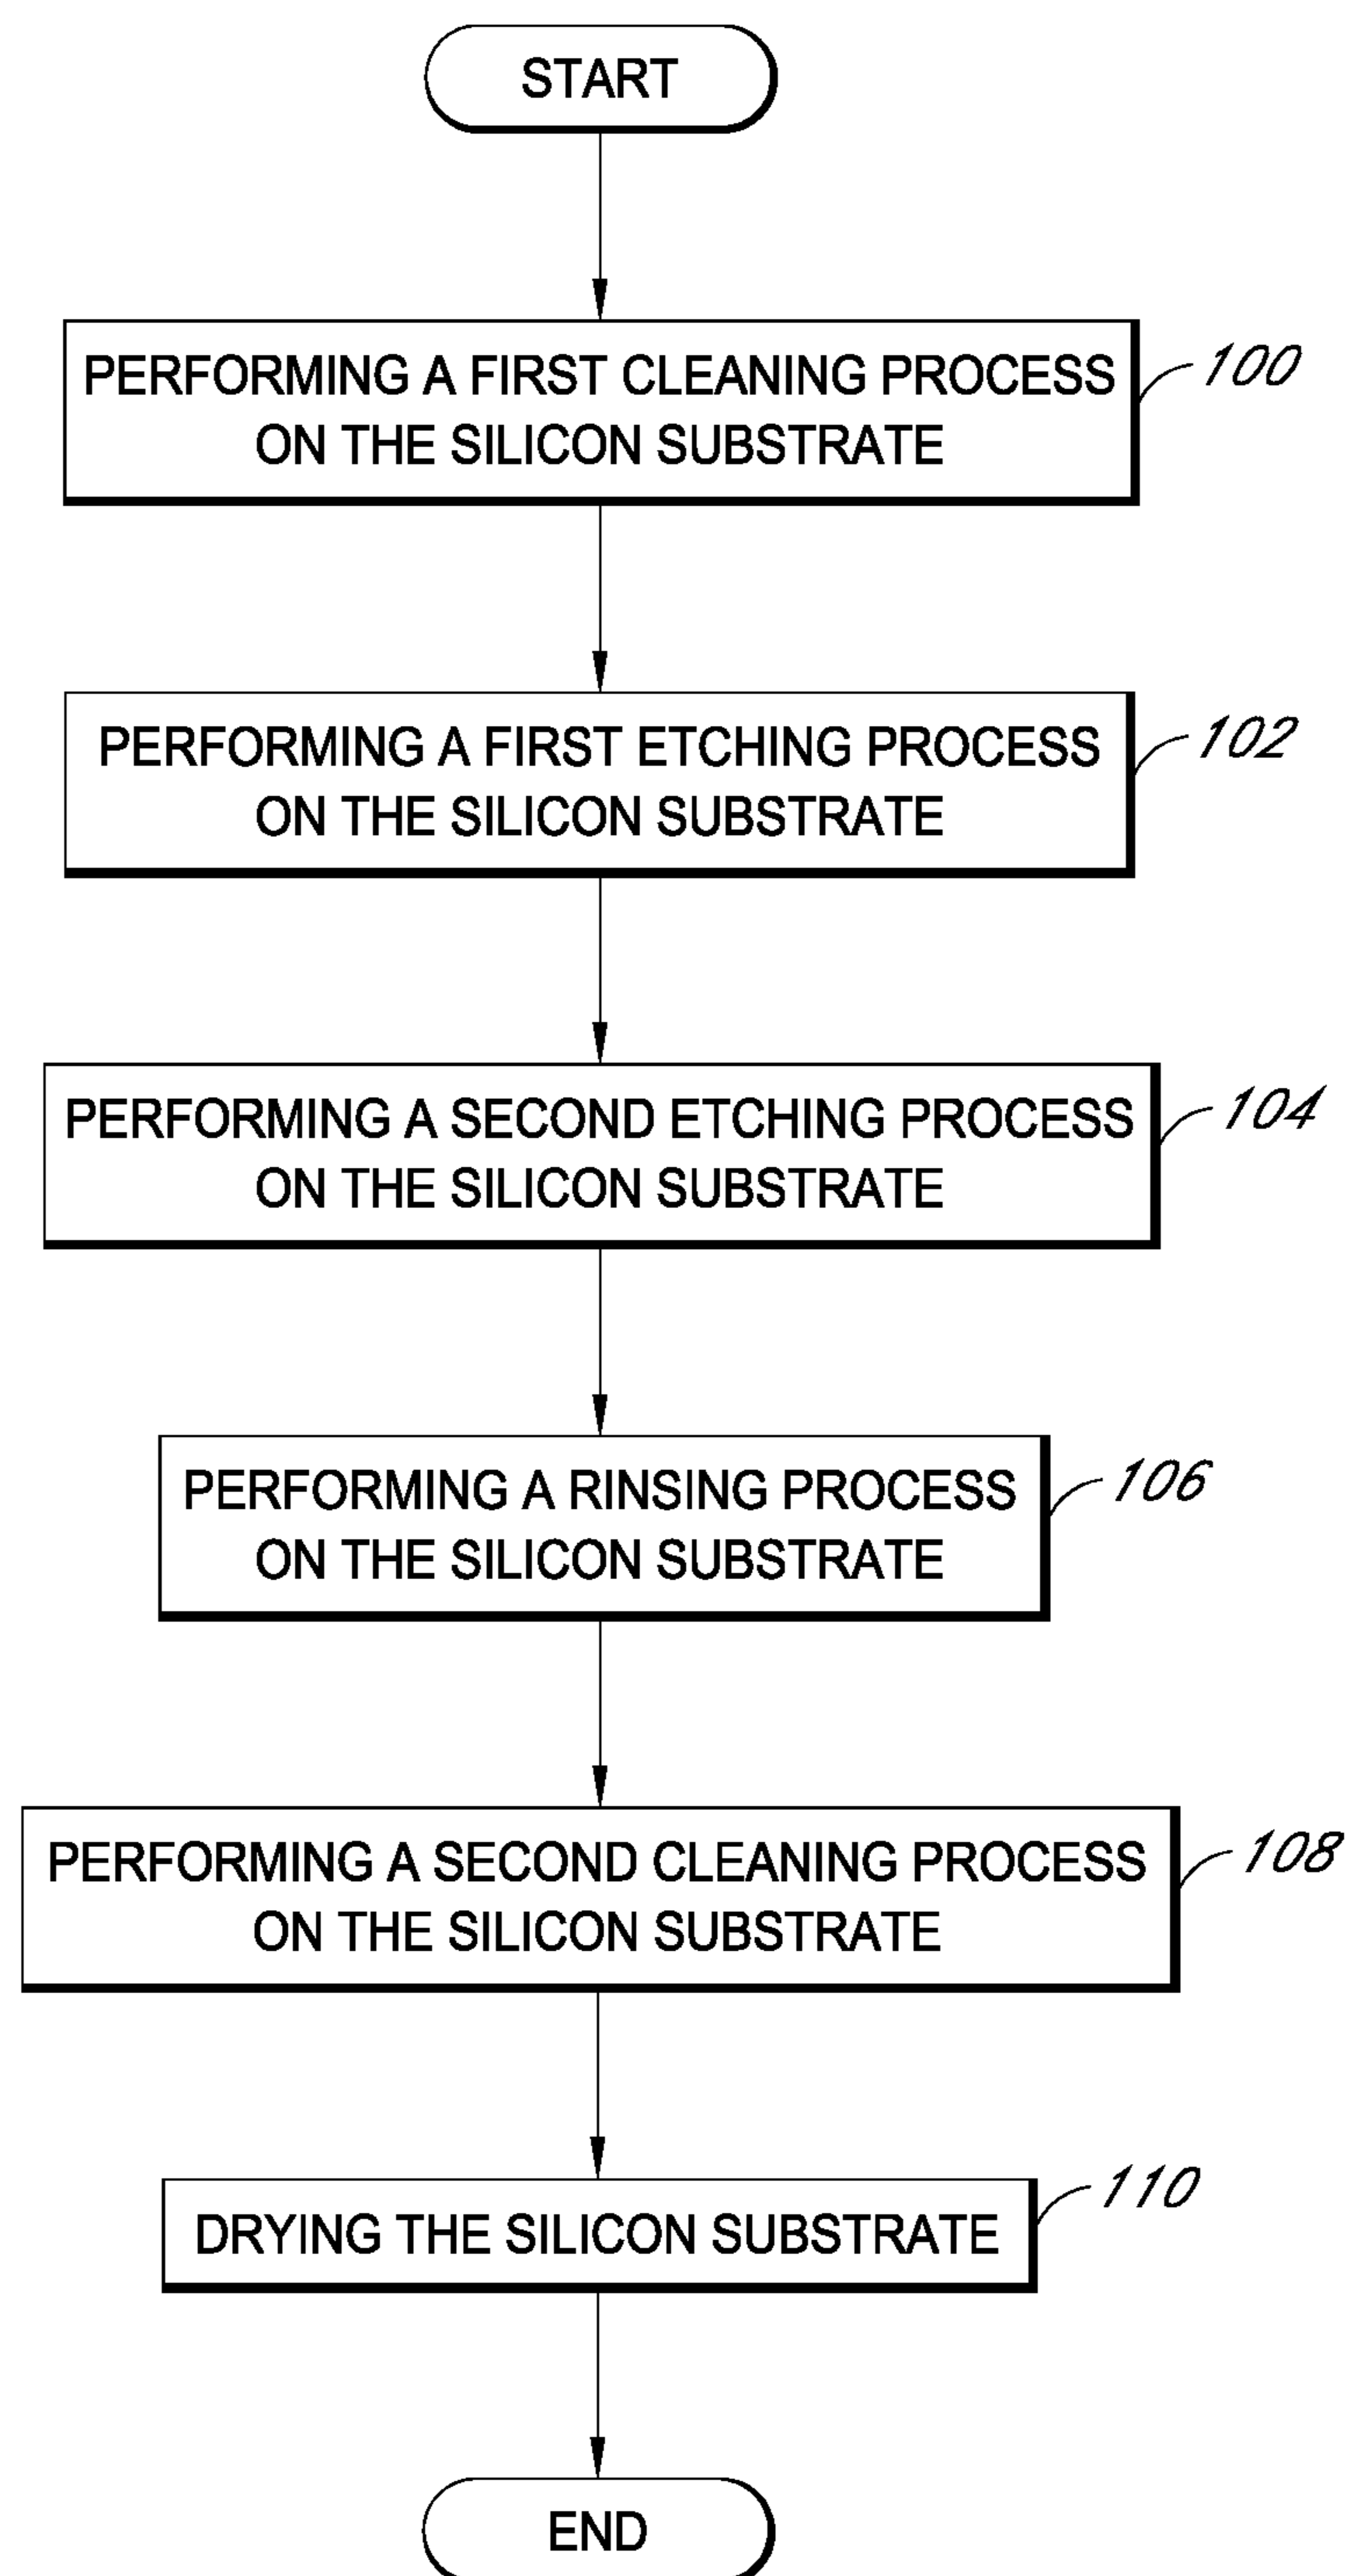 START
PERFORMING A FIRST CLEANING PROCESS
ON THE SILICON SUBSTRATE
100
PERFORMING A FIRST ETCHING PROCESS
ON THE SILICON SUBSTRATE
102
PERFORMING A SECOND ETCHING PROCESS
ON THE SILICON SUBSTRATE
104
PERFORMING A RINSING PROCESS
ON THE SILICON SUBSTRATE
106
PERFORMING A SECOND CLEANING PROCESS
ON THE SILICON SUBSTRATE
108
DRYING THE SILICON SUBSTRATE
110
END